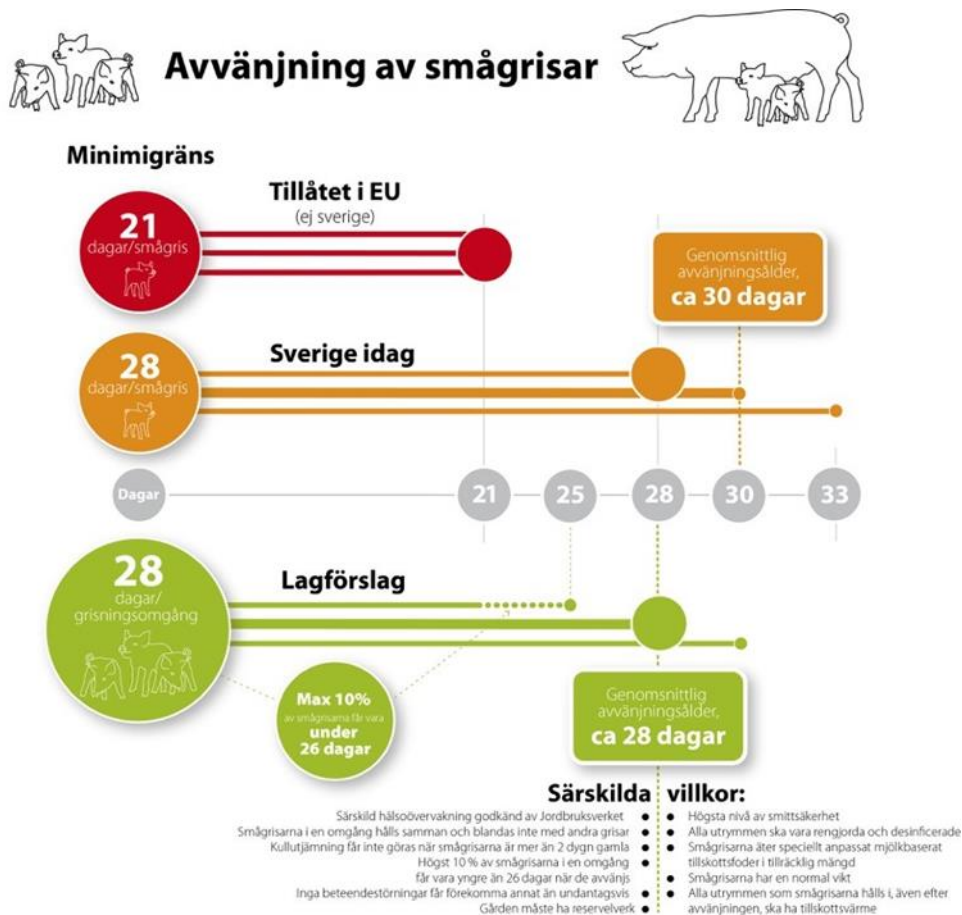 Avvänjning av smågrisar
Minimigräns
21
dagar/smågris
Tillåtet i EU
(ej sverige)
Genomsnittlig
avvänjningsålder,
ca 30 dagar
28
dagar/smågris
Sverige idag
Dagar
21
25
28
30
33
28
dagar/
grisningsomgång
Lagförslag
Max 10%
av smågrisarna får vara
under
26 dagar
Genomsnittlig
avvänjningsålder,
ca 28 dagar
Särskilda villkor:
Särskild hälsoövervakning godkänd av Jordbruksverket
Smågrisarna i en omgång hålls samman och blandas inte med andra grisar
Kullutjämning får inte göras när smågrisarna är mer än 2 dygn gamla
Högst 10 % av smågrisarna i en omgång
får vara yngre än 26 dagar när de avvänjs
Inga beteendestörningar får förekomma annat än undantagsvis
Gården måste ha reservelverk
Högsta nivå av smittsäkerhet
Alla utrymmen ska vara rengjorda och desinficerade
Smågrisarna äter speciellt anpassat mjölkbaserat
tillskottsfoder i tillräcklig mängd
Smågrisarna har en normal vikt
Alla utrymmen som smågrisarna hålls i, även efter
avvänjningen, ska ha tillskottsvärme